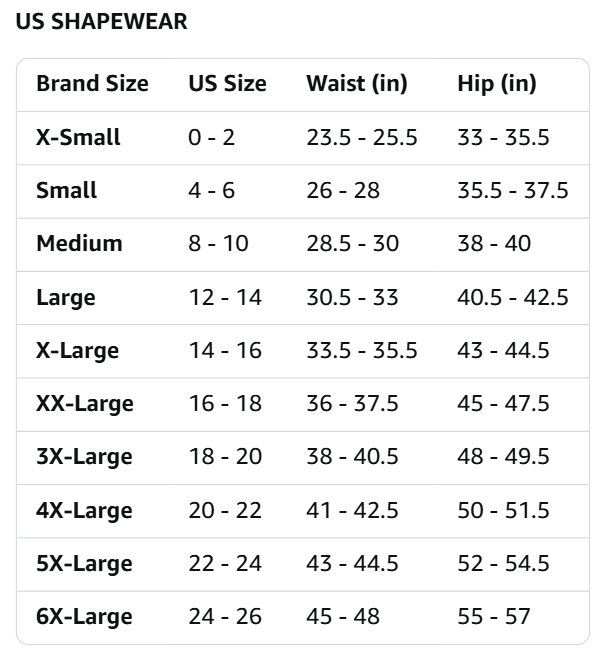 US SHAPEWEAR
Brand Size US Size Waist (in) Hip (in)
X-Small 0 - 2 23.5 - 25.5 33 - 35.5
Small 4 - 6 26 - 28 35.5 - 37.5
Medium 8 - 10 28.5 - 30 38 - 40
Large 12 - 14 30.5 - 33 40.5 - 42.5
X-Large 14 - 16 33.5 - 35.5 43 - 44.5
XX-Large 16 - 18 36 - 37.5 45 - 47.5
3X-Large 18 - 20 38 - 40.5 48 - 49.5
4X-Large 20 - 22 41 - 42.5 50 - 51.5
5X-Large 22 - 24 43 - 44.5 52 - 54.5
6X-Large 24 - 26 45 - 48 55 - 57